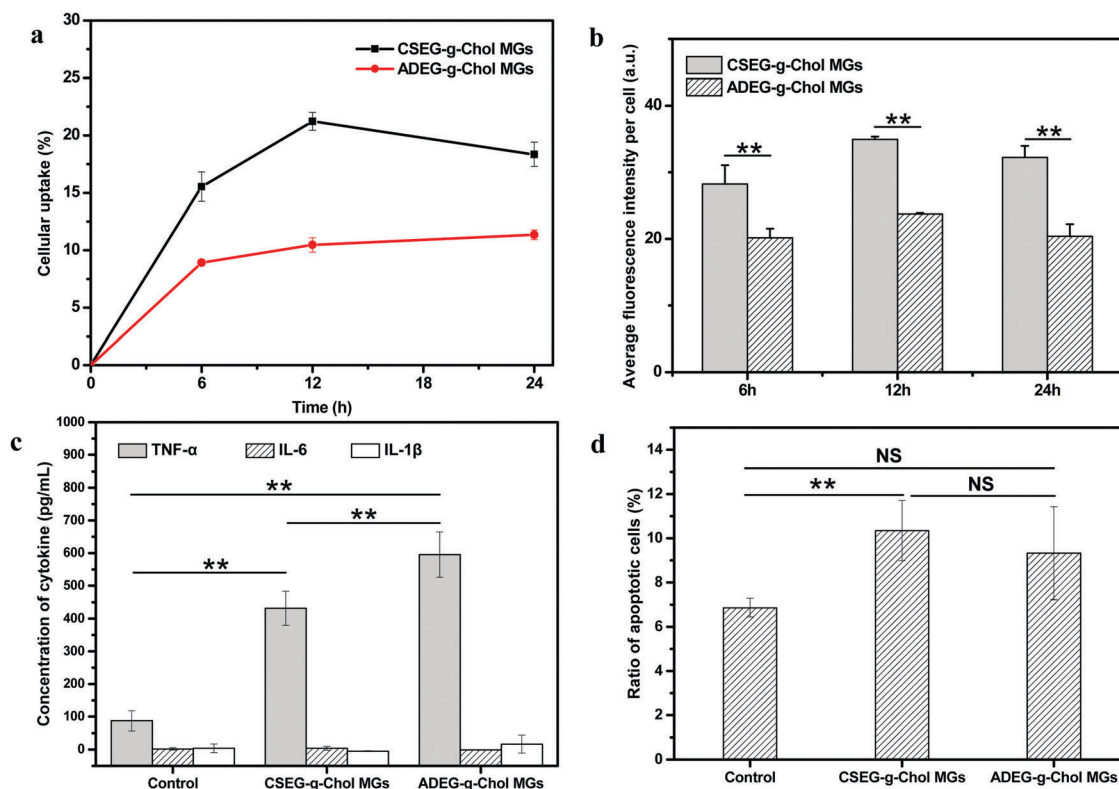 a
Cellular uptake (%)
30
25
20
15
10
5
0
CSEG-g-Chol MGs
ADEG-g-Chol MGs
0 6 12 18 24
Time (h)
b
Average fluorescence intensity per cell (a.u.)
40
20
0
CSEG-g-Chol MGs
ADEG-g-Chol MGs
**
**
**
6h 12h 24h
c
Concentration of cytokine (pg/mL)
1000
900
800
700
600
500
400
300
200
100
0
TNF-α IL-6 IL-1β
**
**
**
Control CSEG-g-Chol MGs ADEG-g-Chol MGs
d
Ratio of apoptotic cells (%)
14
12
10
8
6
4
2
0
NS
** NS
Control CSEG-g-Chol MGs ADEG-g-Chol MGs